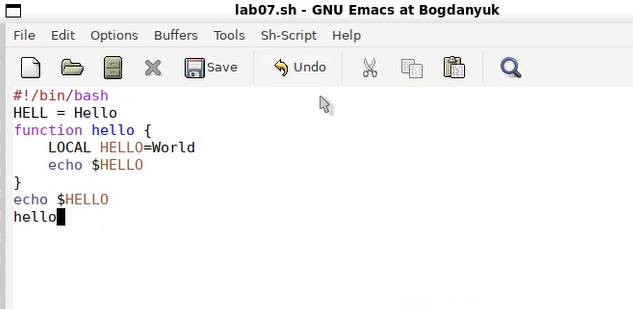 lab07.sh - GNU Emacs at Bogdanyuk
File Edit Options Buffers Tools Sh-Script Help
Save Undo
#!/bin/bash
HELL = Hello
function hello {
    LOCAL HELLO=World
    echo $HELLO
}
echo $HELLO
hello